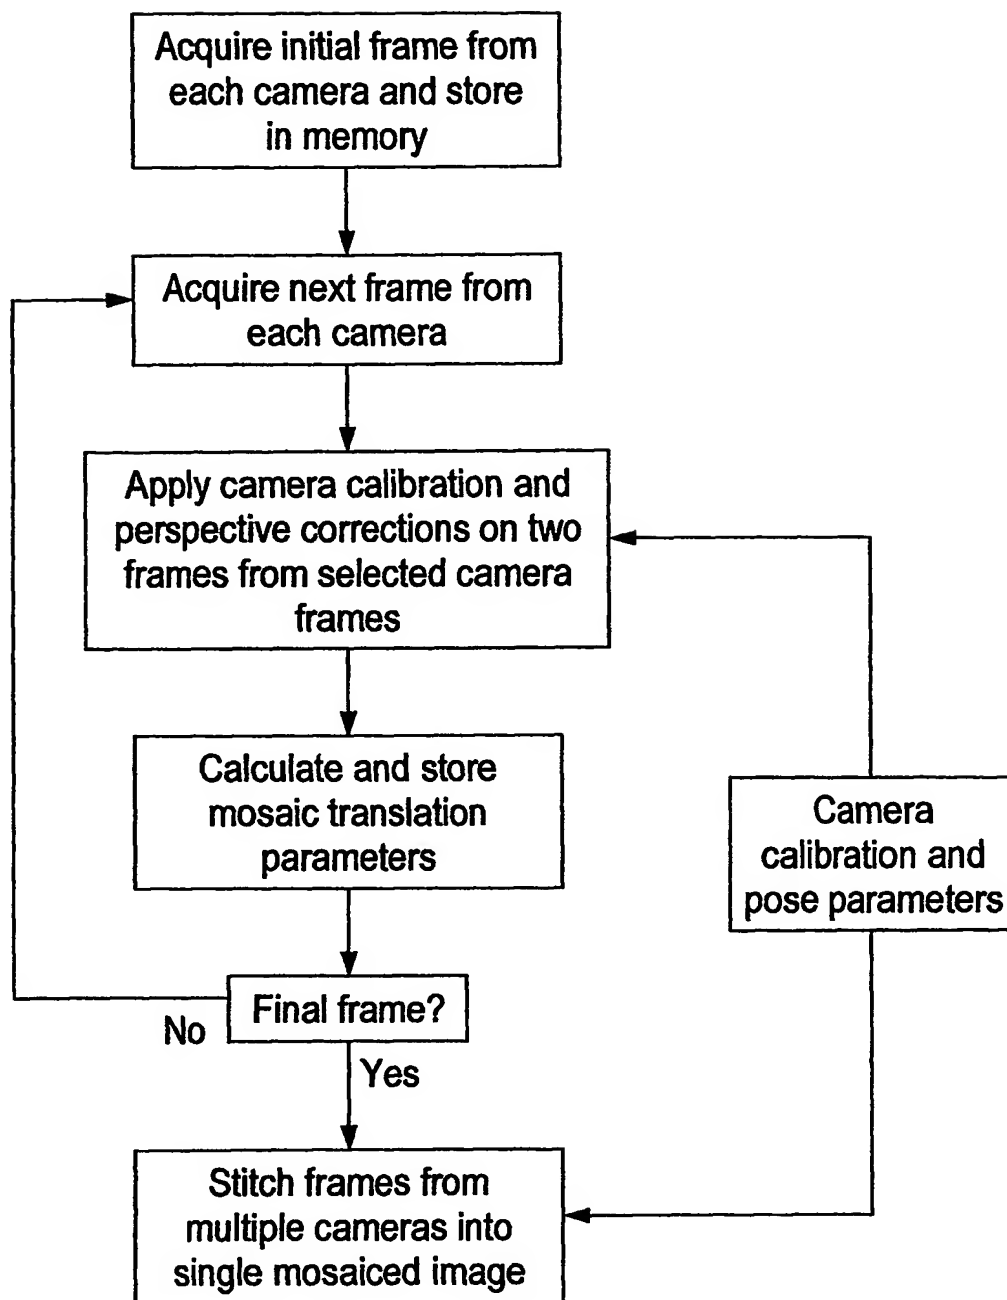 Acquire initial frame from
each camera and store
in memory
Acquire next frame from
each camera
Apply camera calibration and
perspective corrections on two
frames from selected camera
frames
Calculate and store
mosaic translation
parameters
Camera
calibration and
pose parameters
Final frame?
No
Yes
Stitch frames from
multiple cameras into
single mosaiced image